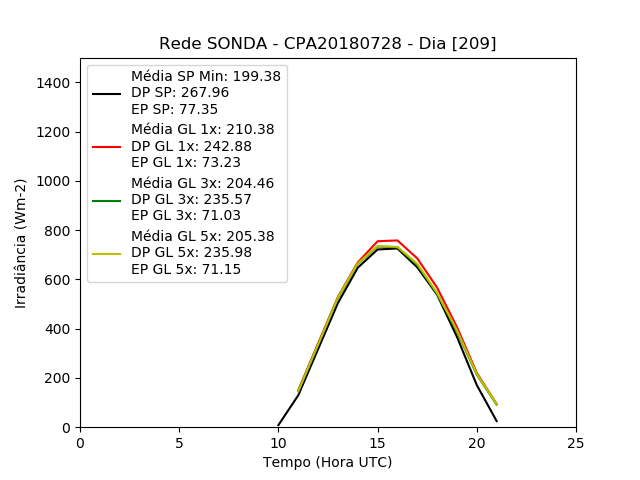 Rede SONDA - CPA20180728 - Dia [209]
Irradiância (Wm-2)
1400
1200
1000
800
600
400
200
0
Média SP Min: 199.38
DP SP: 267.96
EP SP: 77.35
Média GL 1x: 210.38
DP GL 1x: 242.88
EP GL 1x: 73.23
Média GL 3x: 204.46
DP GL 3x: 235.57
EP GL 3x: 71.03
Média GL 5x: 205.38
DP GL 5x: 235.98
EP GL 5x: 71.15
0 5 10 15 20 25
Tempo (Hora UTC)